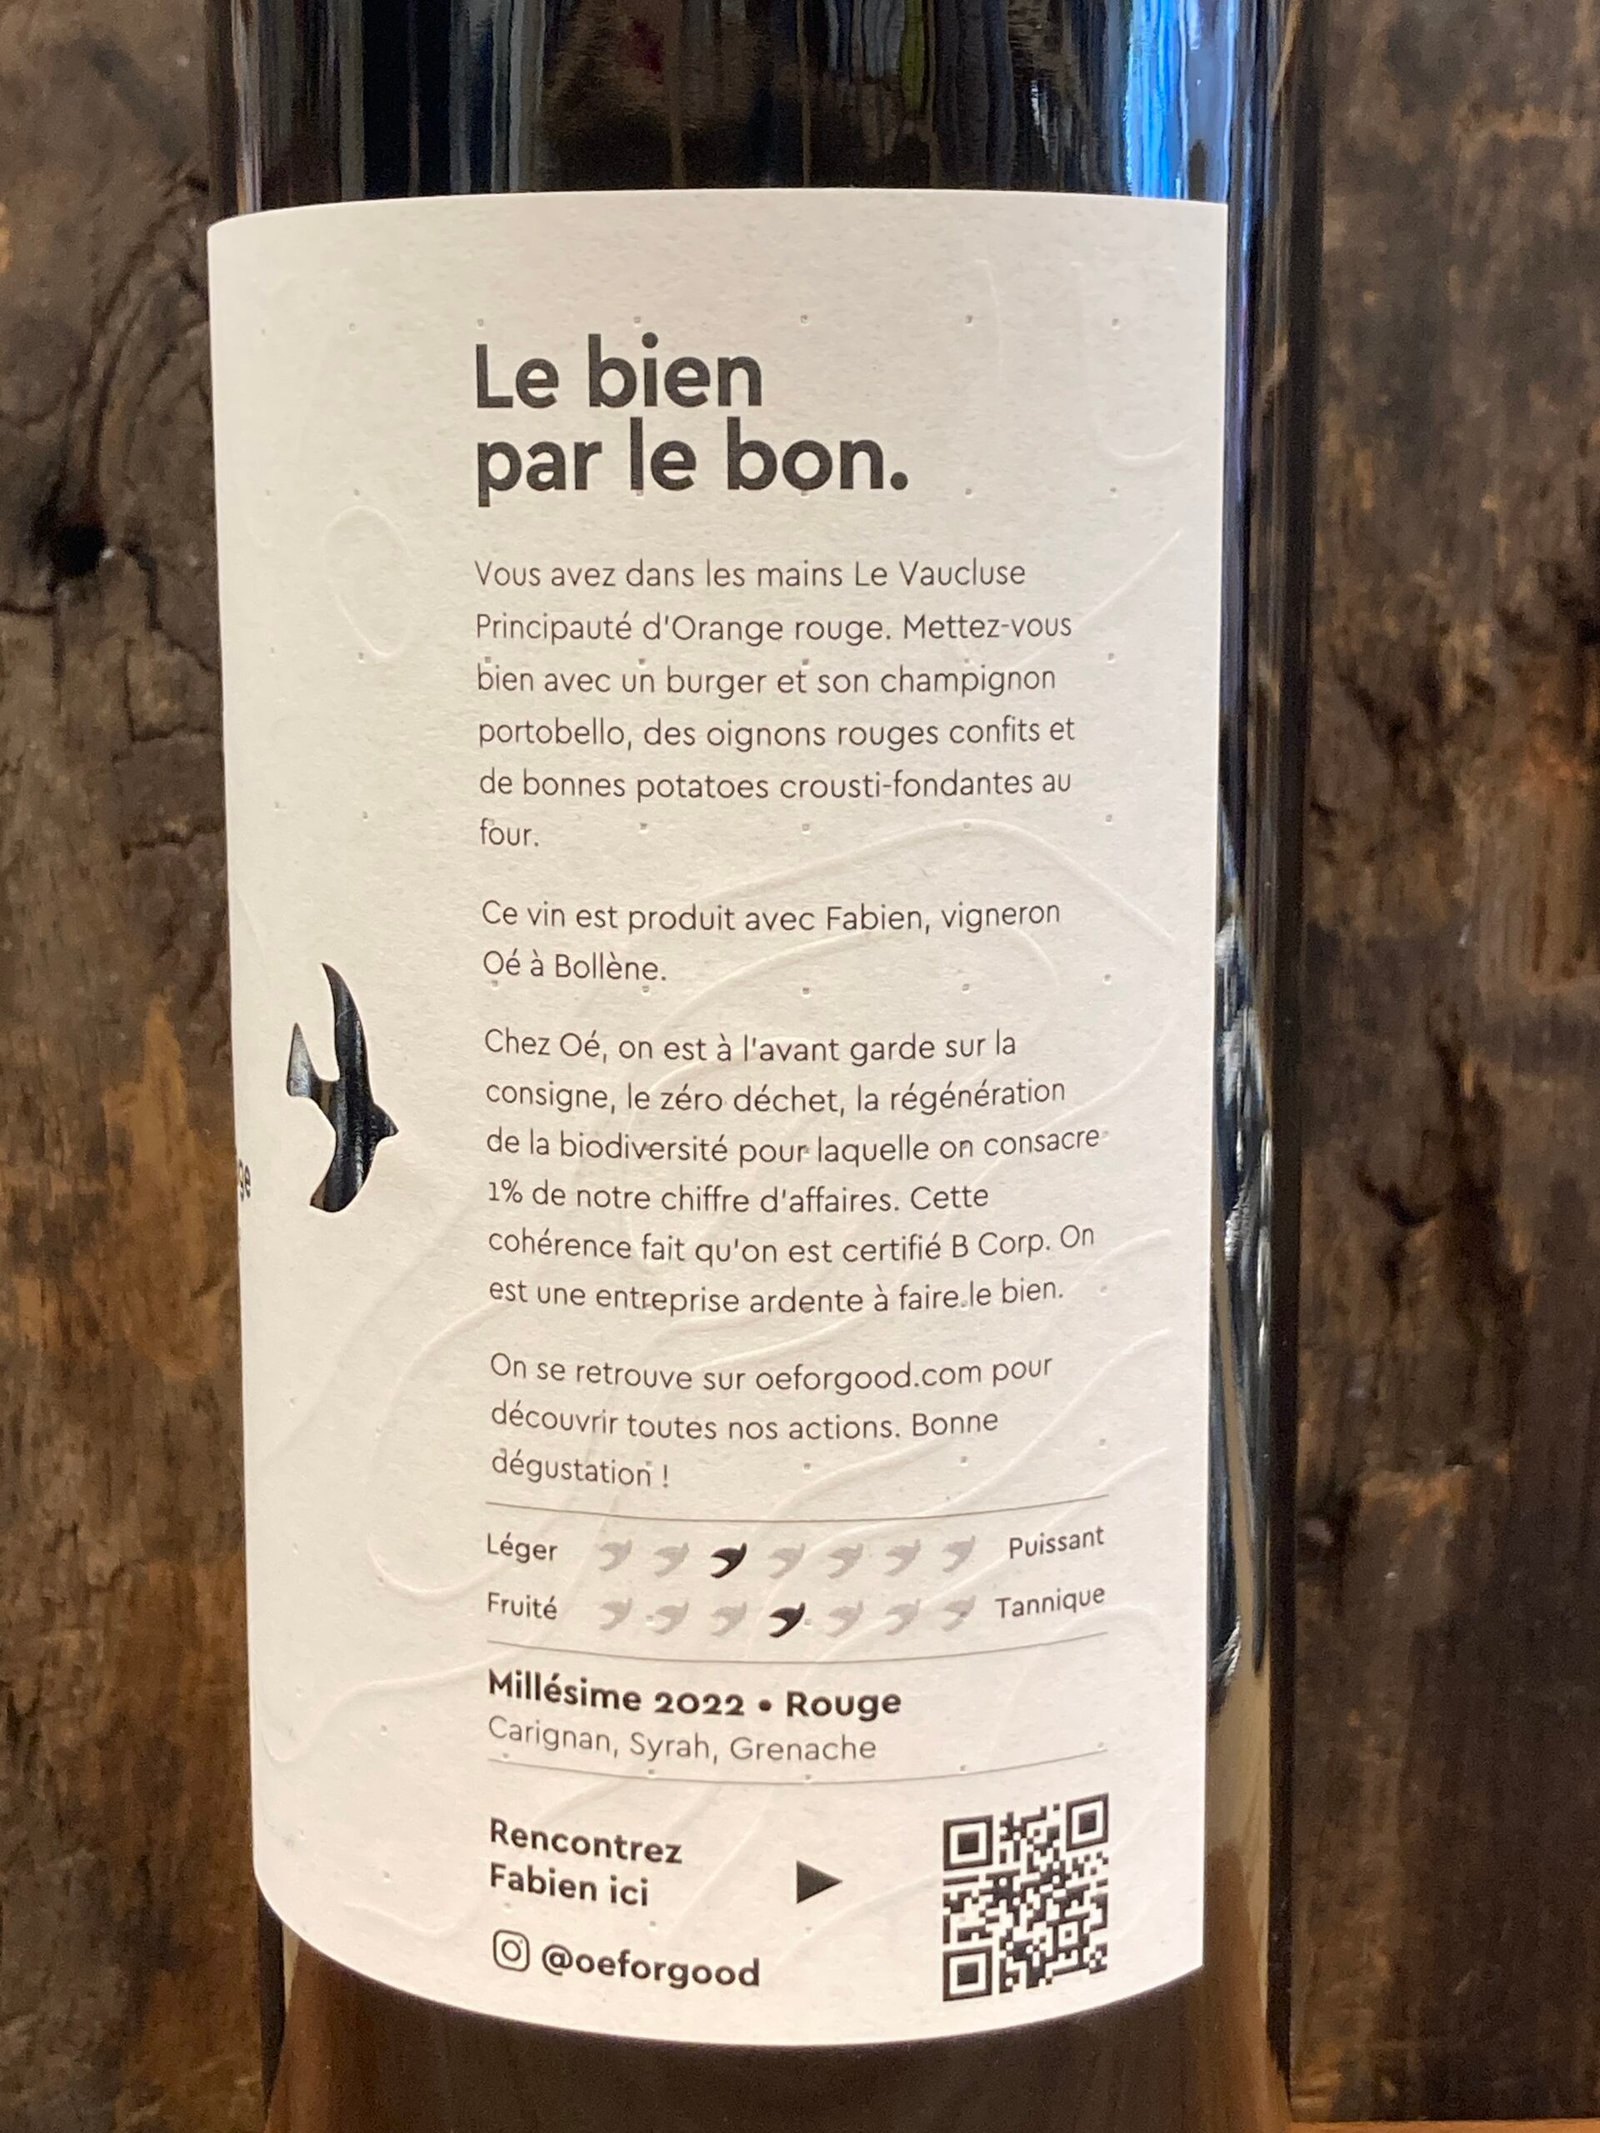 Le bien
par le bon.
Vous avez dans les mains Le Vaucluse
Principauté d'Orange rouge. Mettez-vous
bien avec un burger et son champignon
portobello, des oignons rouges confits et
de bonnes potatoes crousti-fondantes au
four.
Ce vin est produit avec Fabien, vigneron
Oé à Bollène.
Chez Oé, on est à l'avant garde sur la
consigne, le zéro déchet, la régénération
de la biodiversité pour laquelle on consacre
1% de notre chiffre d'affaires. Cette
cohérence fait qu'on est certifié B Corp. On
est une entreprise ardente à faire le bien.
On se retrouve sur oeforgood.com pour
découvrir toutes nos actions. Bonne
dégustation !
Léger Puissant
Fruité Tannique
Millésime 2022 • Rouge
Carignan, Syrah, Grenache
Rencontrez
Fabien ici
@oeforgood